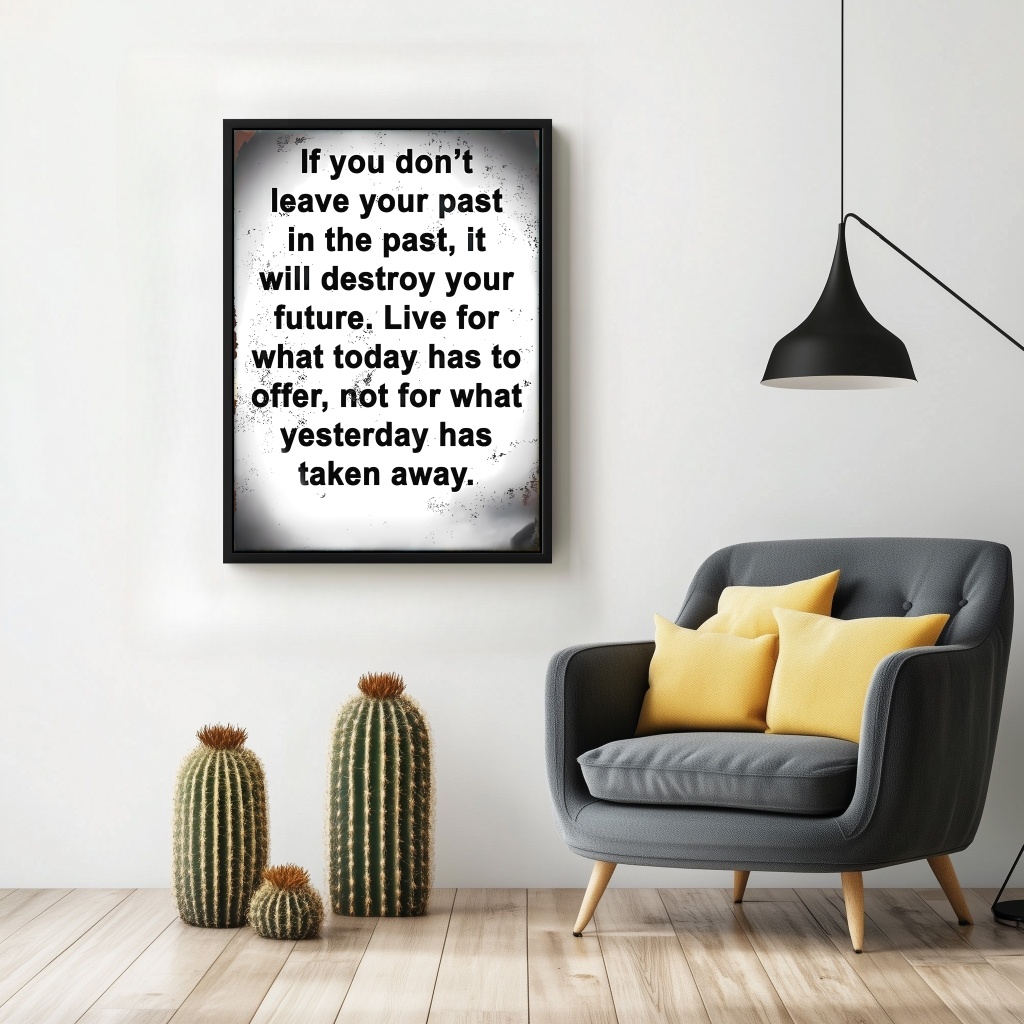 If you don’t
leave your past
in the past, it
will destroy your
future. Live for
what today has to
offer, not for what
yesterday has
taken away.